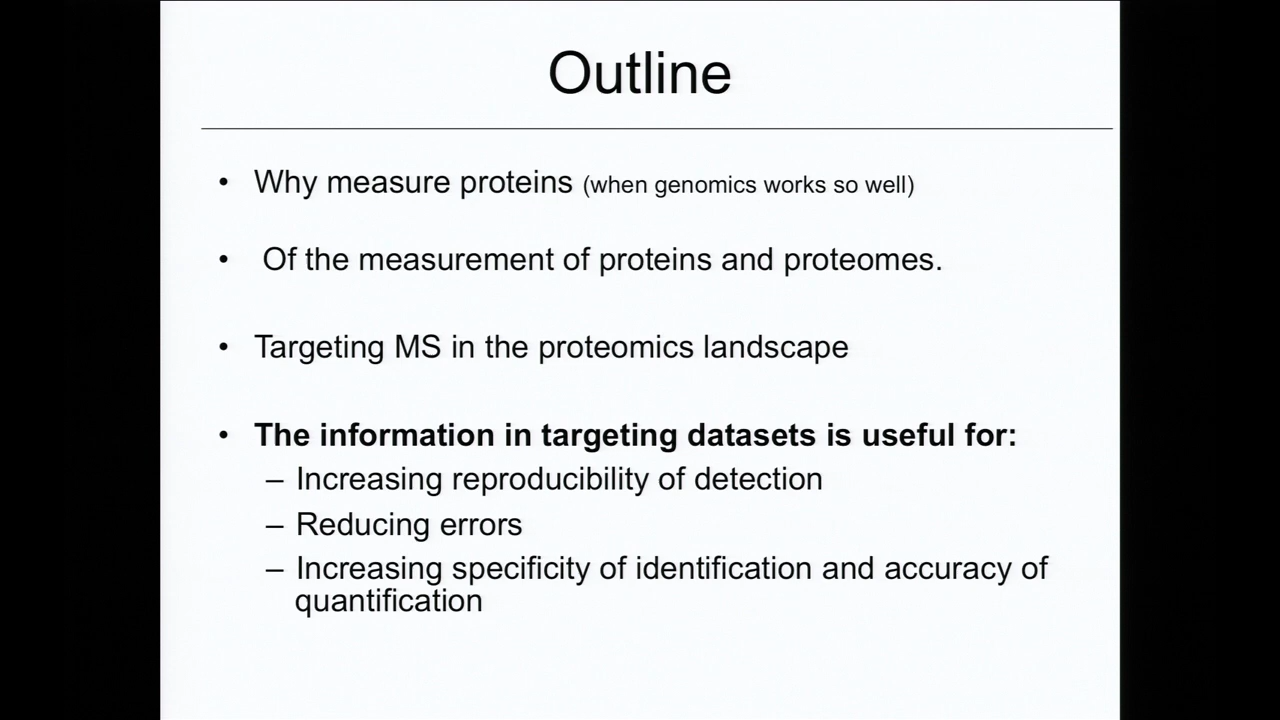 Outline
• Why measure proteins (when genomics works so well)
• Of the measurement of proteins and proteomes.
• Targeting MS in the proteomics landscape
• The information in targeting datasets is useful for:
– Increasing reproducibility of detection
– Reducing errors
– Increasing specificity of identification and accuracy of
quantification